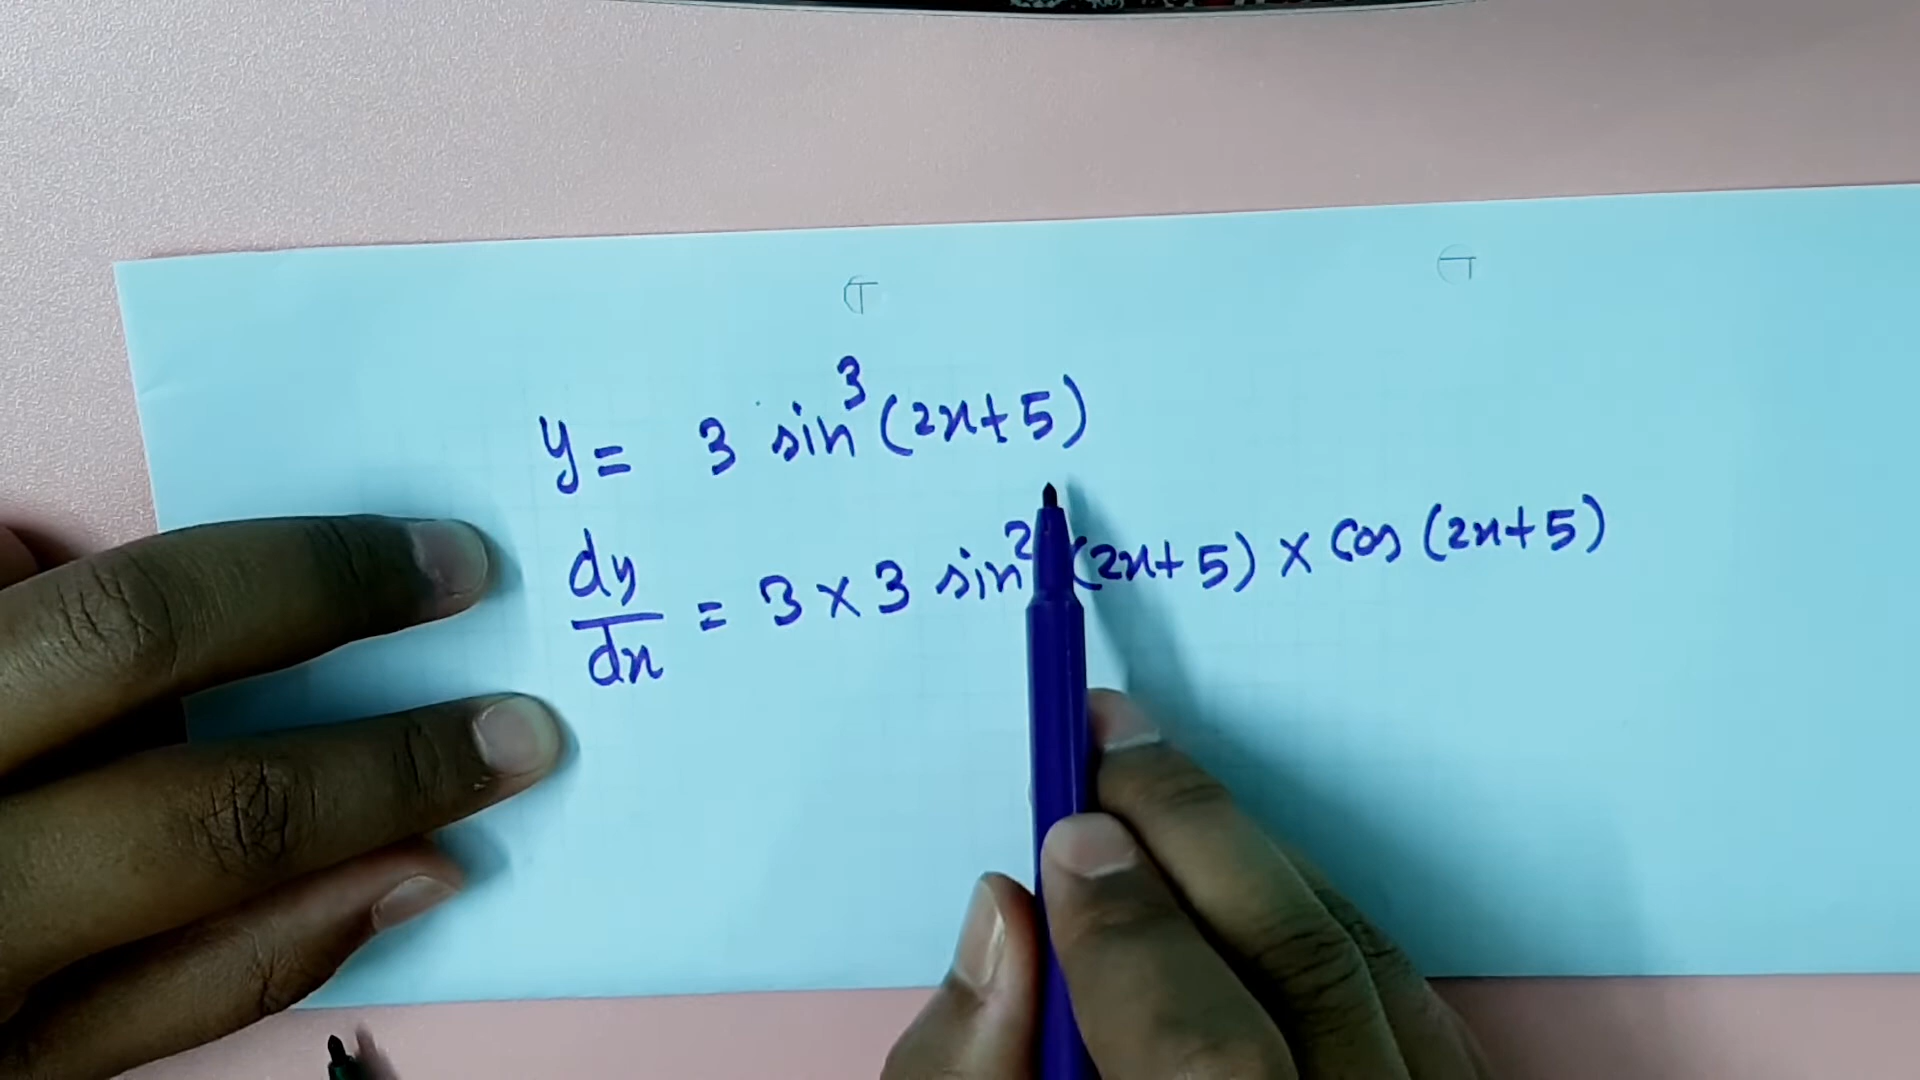 y = 3 sin³(2x+5)
dy/dx = 3 × 3 sin² (2x+5) × cos (2x+5)